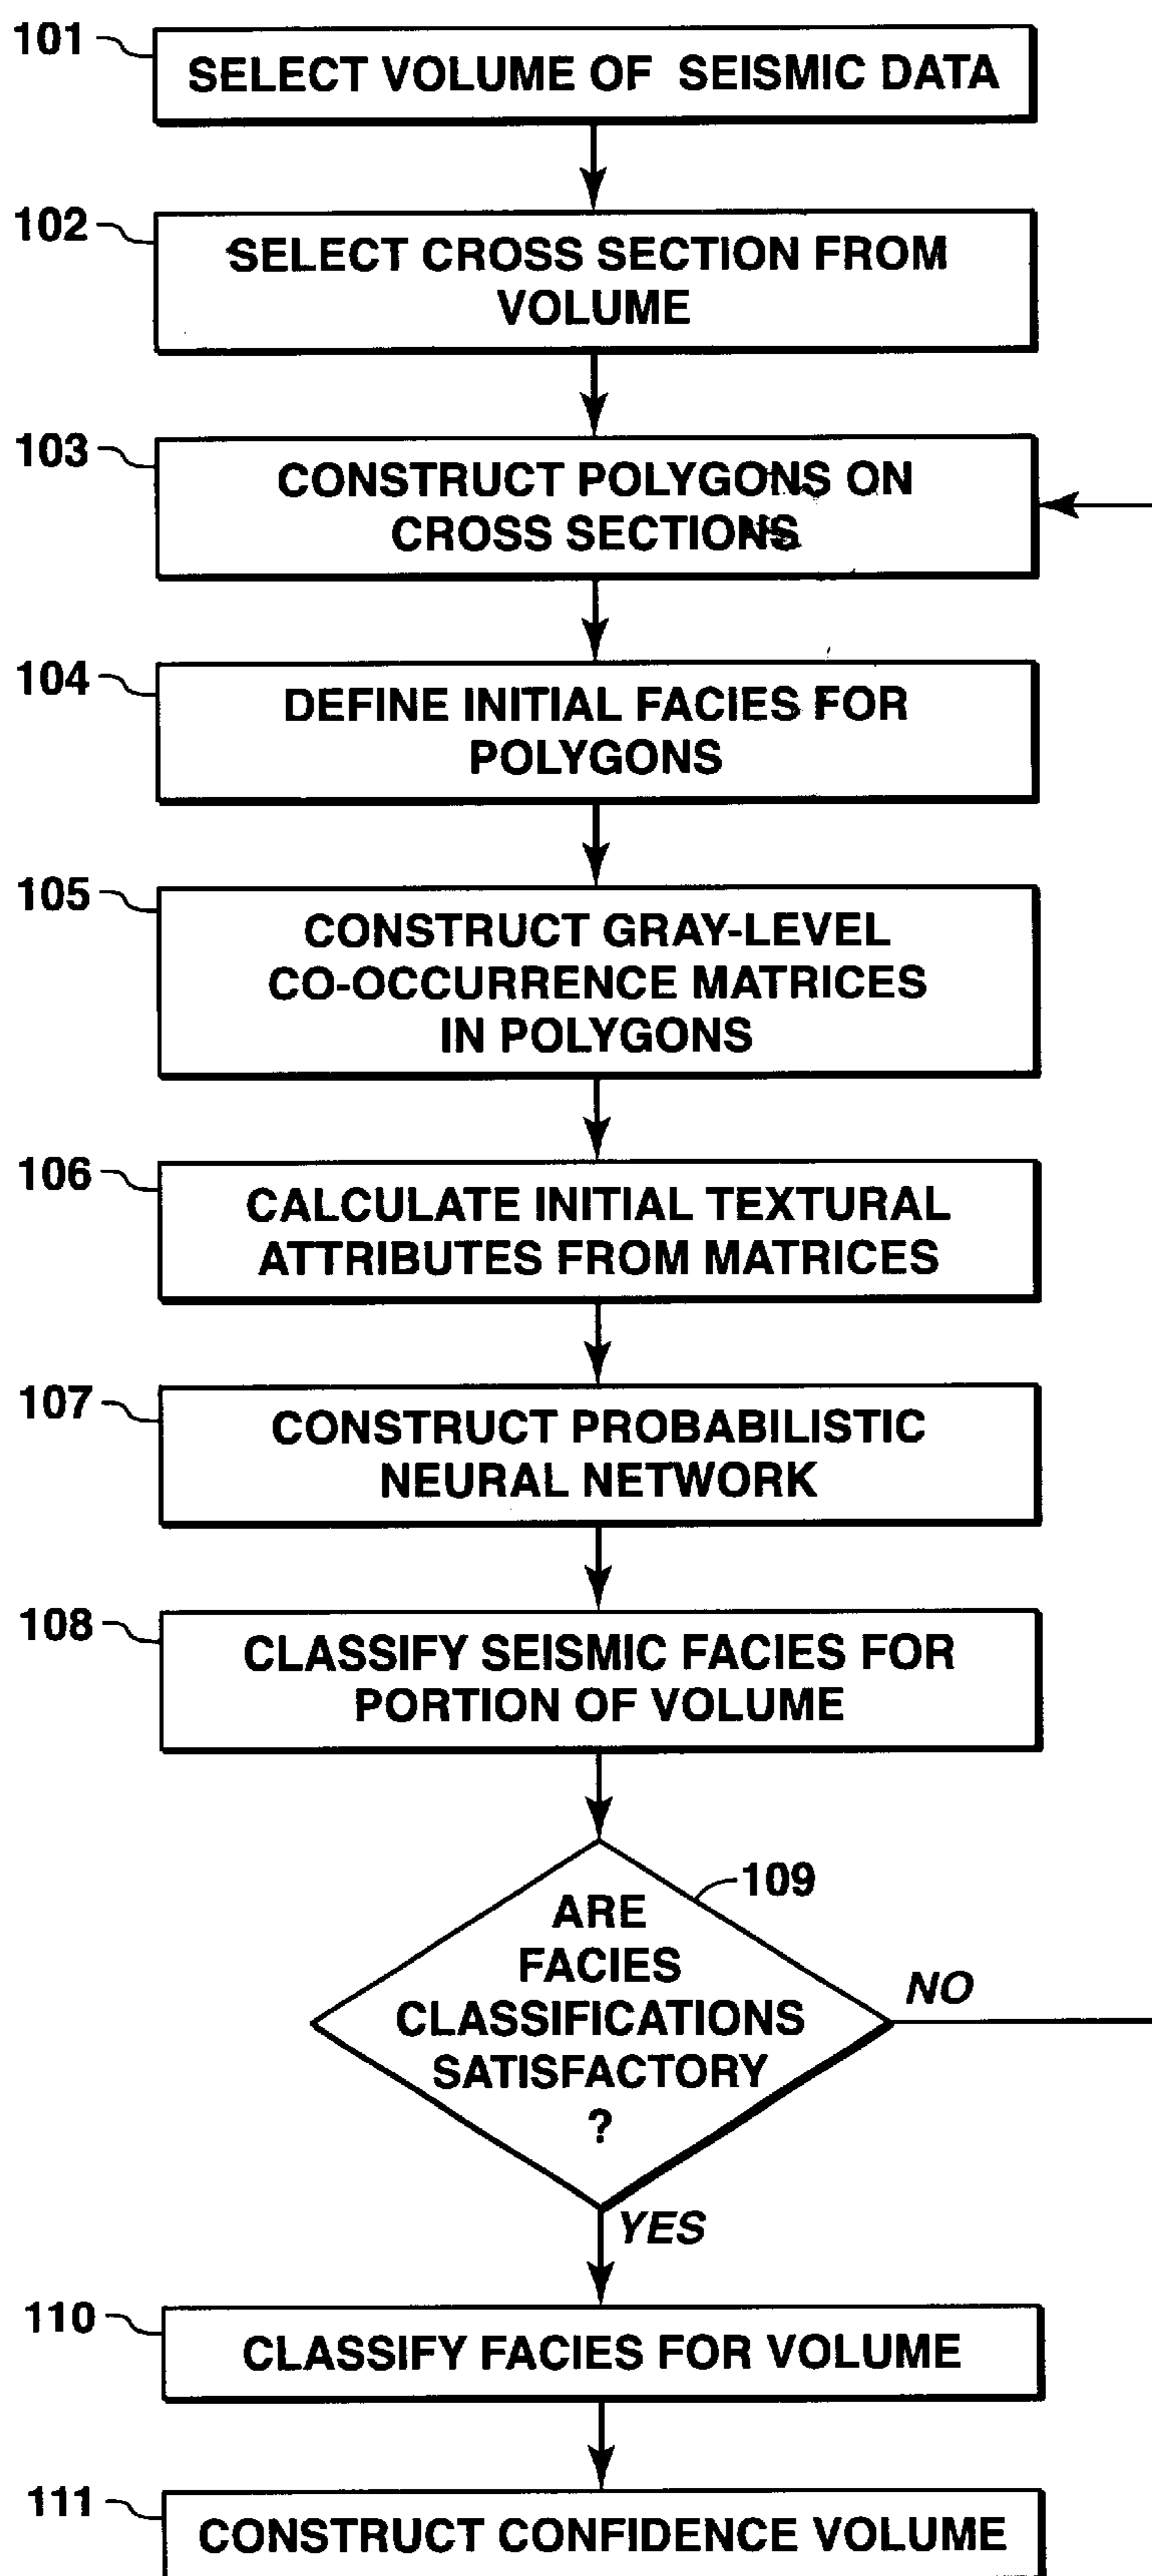 101
SELECT VOLUME OF SEISMIC DATA
102
SELECT CROSS SECTION FROM
VOLUME
103
CONSTRUCT POLYGONS ON
CROSS SECTIONS
104
DEFINE INITIAL FACIES FOR
POLYGONS
105
CONSTRUCT GRAY-LEVEL
CO-OCCURRENCE MATRICES
IN POLYGONS
106
CALCULATE INITIAL TEXTURAL
ATTRIBUTES FROM MATRICES
107
CONSTRUCT PROBABILISTIC
NEURAL NETWORK
108
CLASSIFY SEISMIC FACIES FOR
PORTION OF VOLUME
109
ARE
FACIES
CLASSIFICATIONS
SATISFACTORY
?
NO
YES
110
CLASSIFY FACIES FOR VOLUME
111
CONSTRUCT CONFIDENCE VOLUME